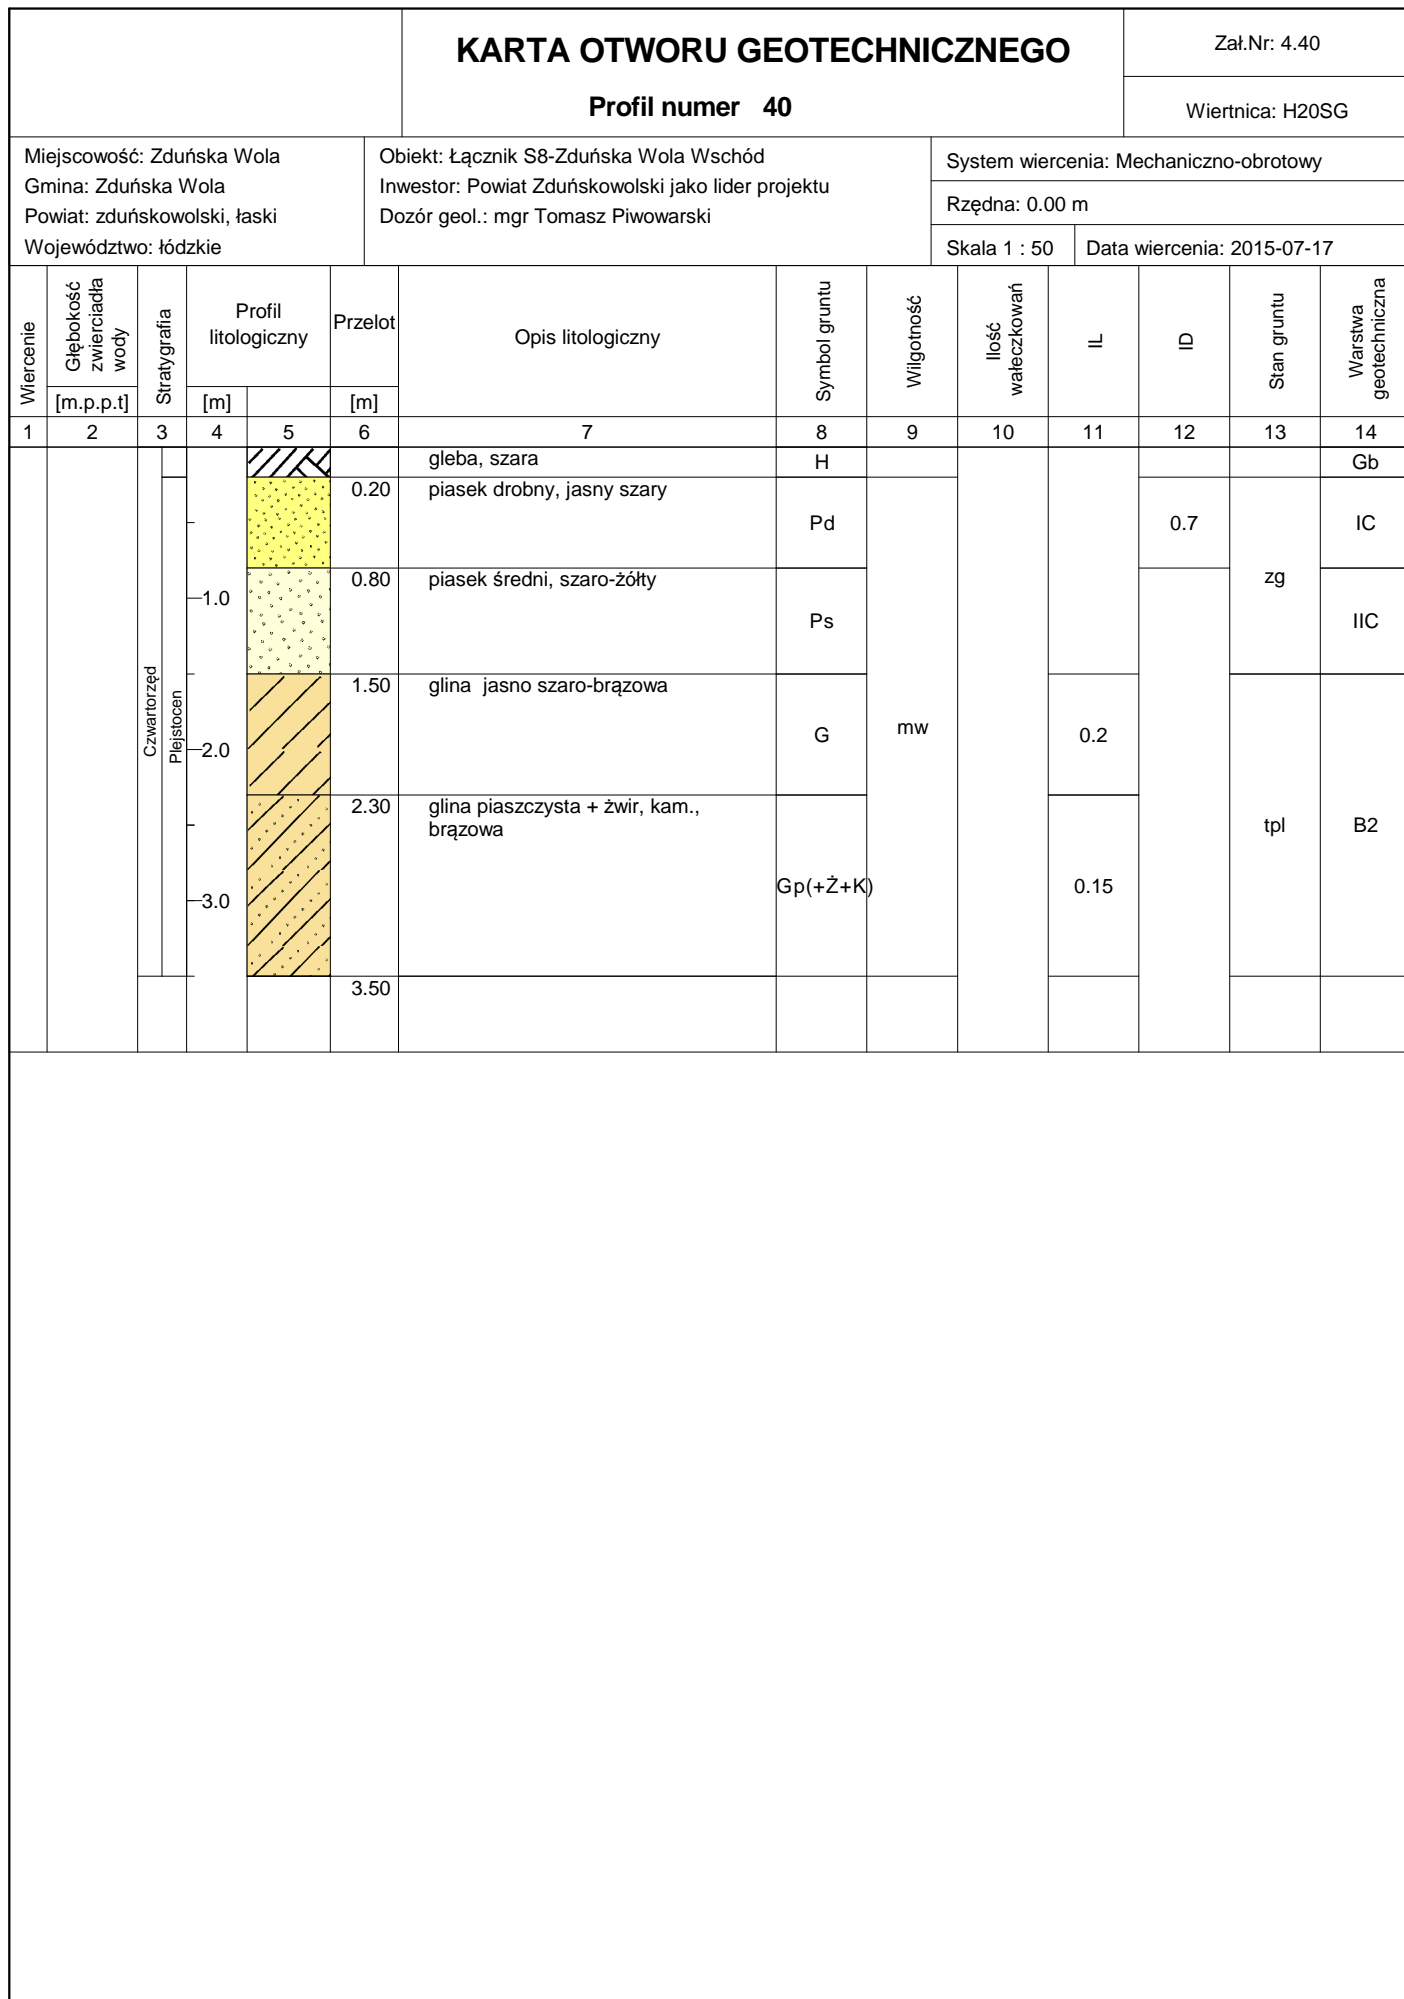 KARTA OTWORU GEOTECHNICZNEGO
Profil numer 40
Zał.Nr: 4.40
Wiertnica: H20SG
Miejscowość: Zduńska Wola
Gmina: Zduńska Wola
Powiat: zduńskowolski, łaski
Województwo: łódzkie
Obiekt: Łącznik S8-Zduńska Wola Wschód
Inwestor: Powiat Zduńskowolski jako lider projektu
Dozór geol.: mgr Tomasz Piwowarski
System wiercenia: Mechaniczno-obrotowy
Rzędna: 0.00 m
Skala 1 : 50
Data wiercenia: 2015-07-17
Wiercenie
Głębokość
zwierciadła
wody
[m.p.p.t]
Stratygrafia
Profil
litologiczny
[m]
Przelot
[m]
Opis litologiczny
Symbol gruntu
Wilgotność
Ilość
wałeczkowań
IL
ID
Stan gruntu
Warstwa
geotechniczna
1 2 3 4 5 6 7 8 9 10 11 12 13 14
gleba, szara H Gb
0.20 piasek drobny, jasny szary
Pd 0.7 IC
0.80 piasek średni, szaro-żółty
zg
1.0
Ps IIC
1.50 glina jasno szaro-brązowa
Czwartorzęd
Plejstocen
mw
G 0.2
2.0
2.30 glina piaszczysta + żwir, kam.,
brązowa
tpl B2
Gp(+Ż+K) 0.15
3.0
3.50